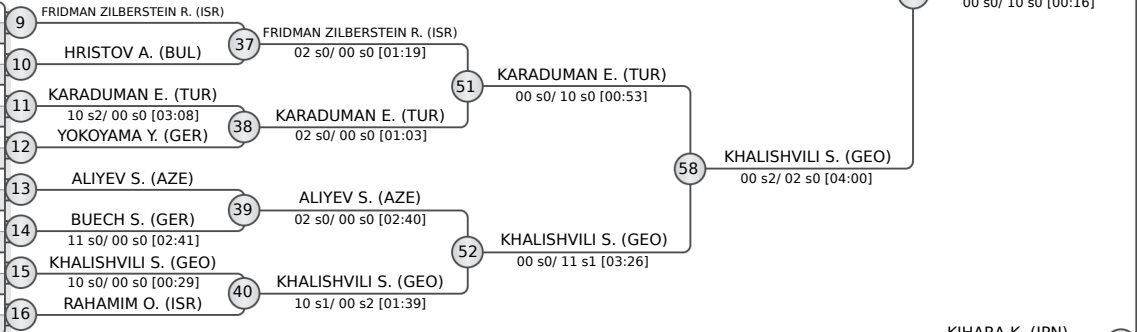 00 s0/ 10 s0 [00:16]
9
FRIDMAN ZILBERSTEIN R. (ISR)
37
FRIDMAN ZILBERSTEIN R. (ISR)
02 s0/ 00 s0 [01:19]
10
HRISTOV A. (BUL)
51
KARADUMAN E. (TUR)
00 s0/ 10 s0 [00:53]
11
KARADUMAN E. (TUR)
10 s2/ 00 s0 [03:08]
38
KARADUMAN E. (TUR)
02 s0/ 00 s0 [01:03]
12
YOKOYAMA Y. (GER)
58
KHALISHVILI S. (GEO)
00 s2/ 02 s0 [04:00]
13
ALIYEV S. (AZE)
39
ALIYEV S. (AZE)
02 s0/ 00 s0 [02:40]
14
BUECH S. (GER)
11 s0/ 00 s0 [02:41]
52
KHALISHVILI S. (GEO)
00 s0/ 11 s1 [03:26]
15
KHALISHVILI S. (GEO)
10 s0/ 00 s0 [00:29]
40
KHALISHVILI S. (GEO)
10 s1/ 00 s2 [01:39]
16
RAHAMIM O. (ISR)
KIHARA K. (JPN)